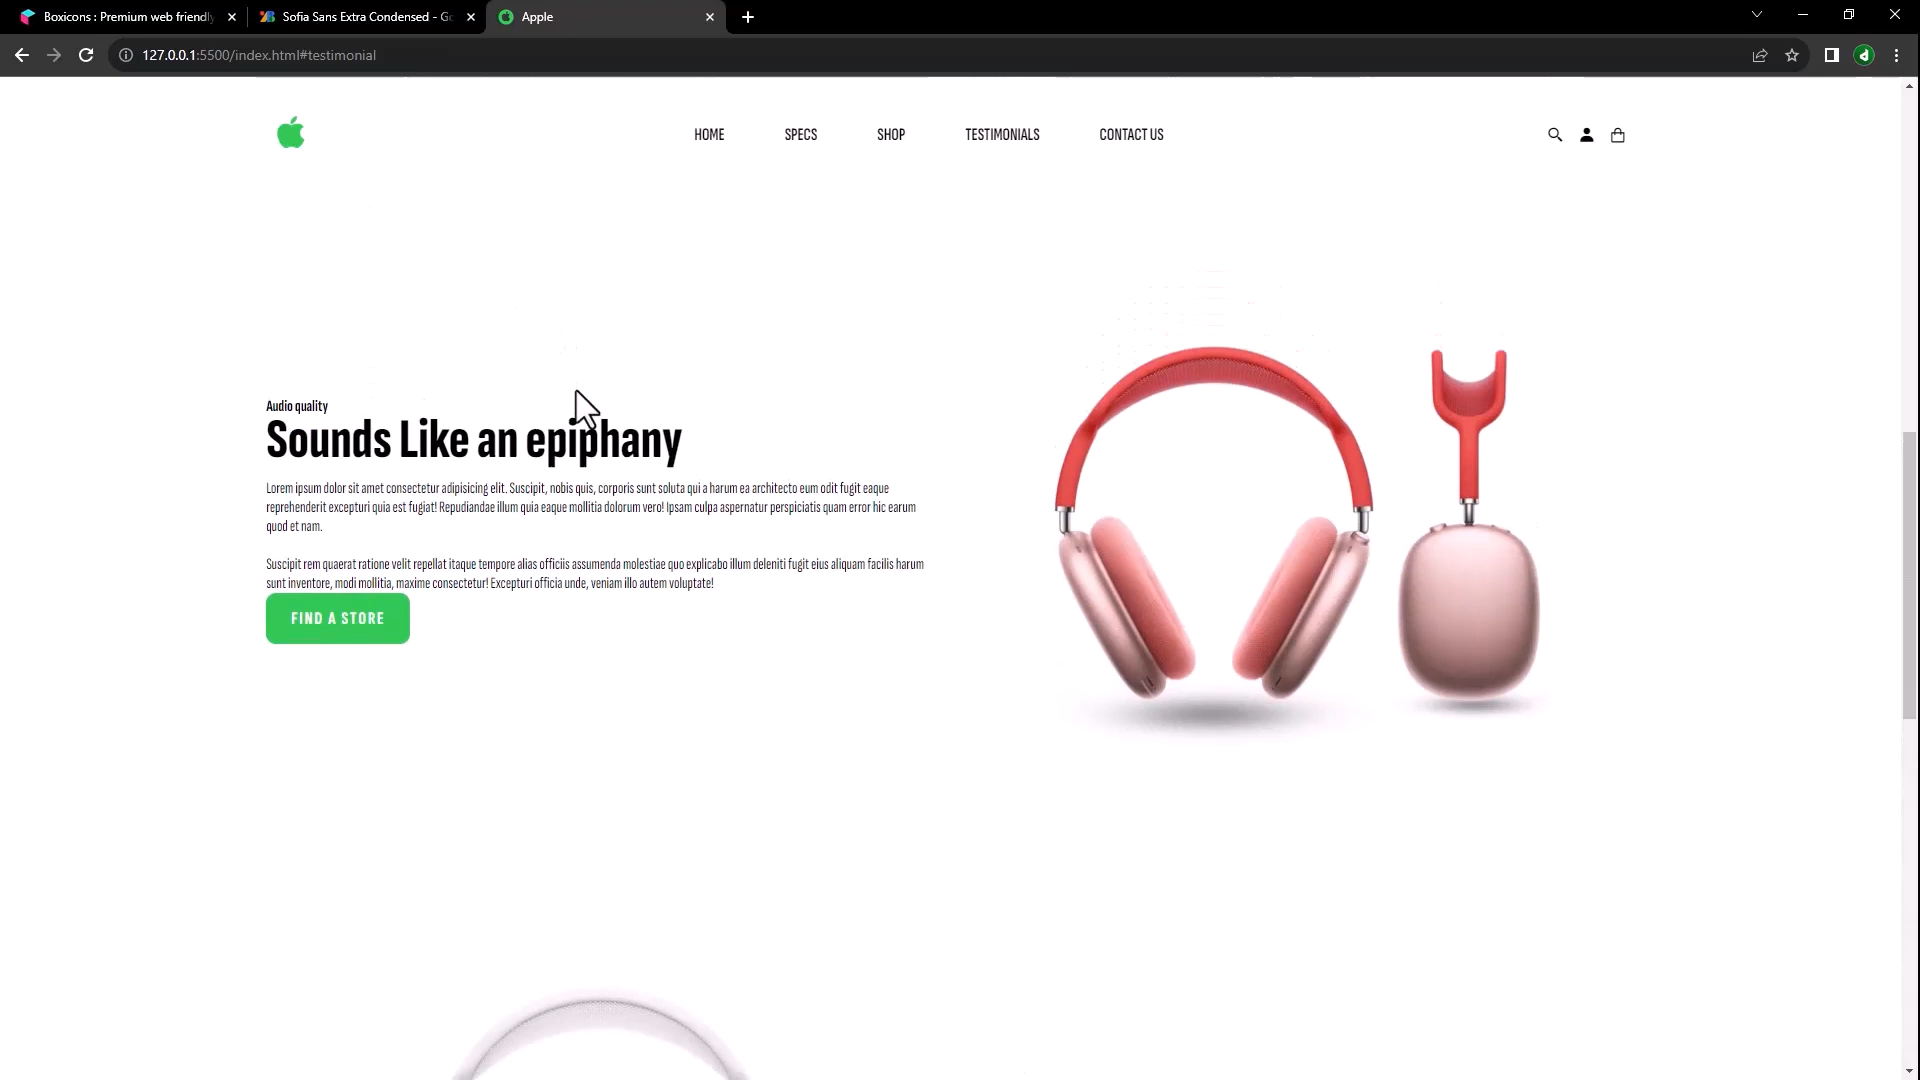 Boxicons : Premium web friendly
Sofia Sans Extra Condensed - Go
Apple
127.0.0.1:5500/index.html#testimonial
d
HOME
SPECS
SHOP
TESTIMONIALS
CONTACT US
Audio quality
Sounds Like an epiphany
Lorem ipsum dolor sit amet consectetur adipisicing elit. Suscipit, nobis quis, corporis sunt soluta qui a harum ea architecto eum odit fugit eaque
reprehenderit excepturi quia est fugiat! Repudiandae illum quia eaque mollitia dolorum vero! Ipsam culpa aspernatur perspiciatis quam error hic earum
quod et nam.
Suscipit rem quaerat ratione velit repellat itaque tempore alias officiis assumenda molestiae quo explicabo illum deleniti fugit eius aliquam facilis harum
sunt inventore, modi mollitia, maxime consectetur! Excepturi officia unde, veniam illo autem voluptate!
FIND A STORE